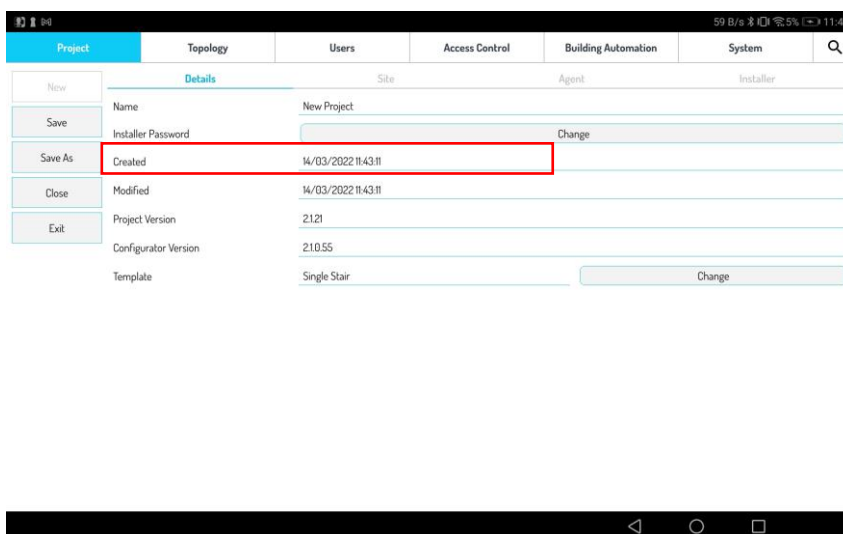 59 B/s 5% 11:4
Project Topology Users Access Control Building Automation System
New Details Site Agent Installer
Name New Project
Save
Installer Password Change
Save As Created 14/03/2022 11:43:11
Close Modified 14/03/2022 11:43:11
Exit Project Version 2.1.21
Configurator Version 2.1.0.55
Template Single Stair Change